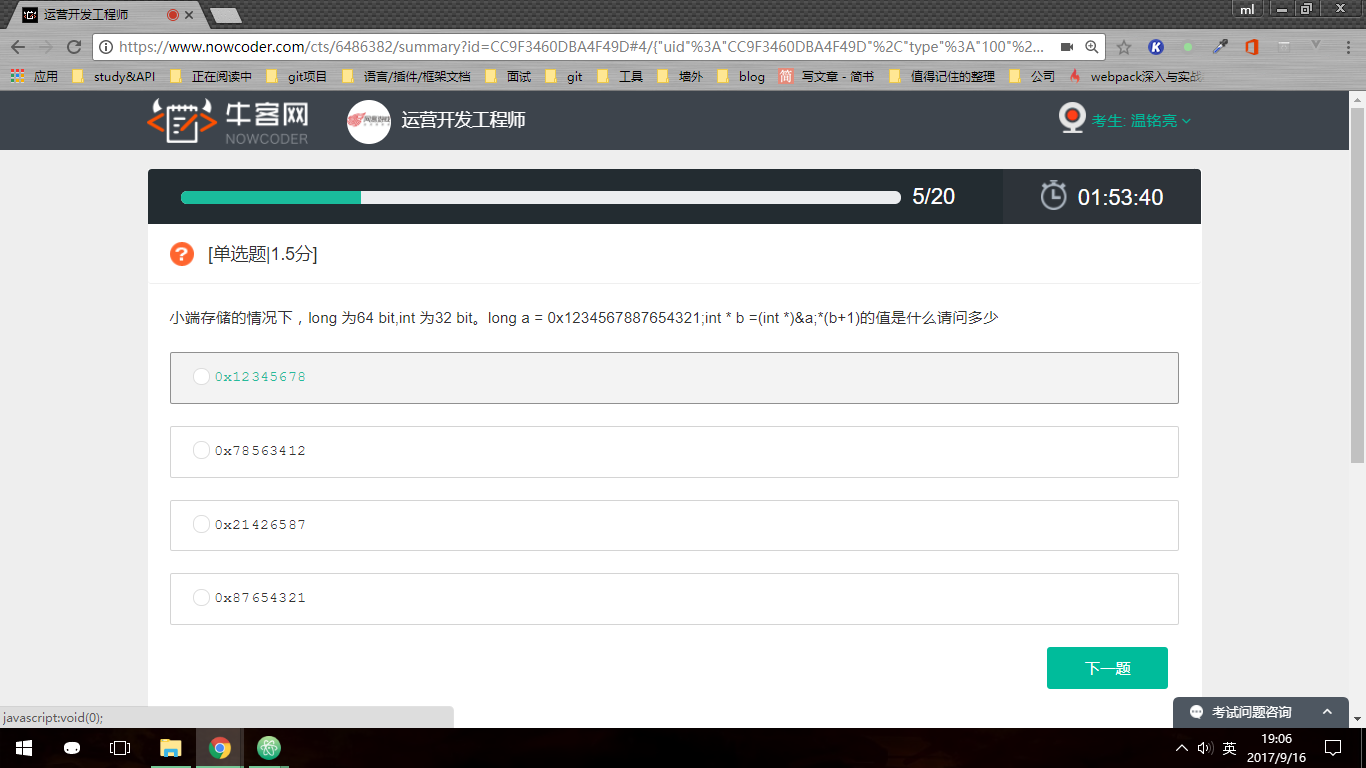 运营开发工程师
ml
https://www.nowcoder.com/cts/6486382/summary?id=CC9F3460DBA4F49D#4/{"uid"%3A"CC9F3460DBA4F49D"%2C"type"%3A"100"%2...
应用 study&API 正在阅读中 git项目 语言/插件/框架文档 面试 git 工具 墙外 blog 简 写文章 - 简书 值得记住的整理 公司 webpack深入与实战
牛客网
NOWCODER
运营开发工程师
考生: 温铭亮
5/20
01:53:40
[单选题|1.5分]
小端存储的情况下，long 为64 bit,int 为32 bit。long a = 0x1234567887654321;int * b =(int *)&a;*(b+1)的值是什么请问多少
0x12345678
0x78563412
0x21426587
0x87654321
下一题
javascript:void(0);
考试问题咨询
英
19:06
2017/9/16